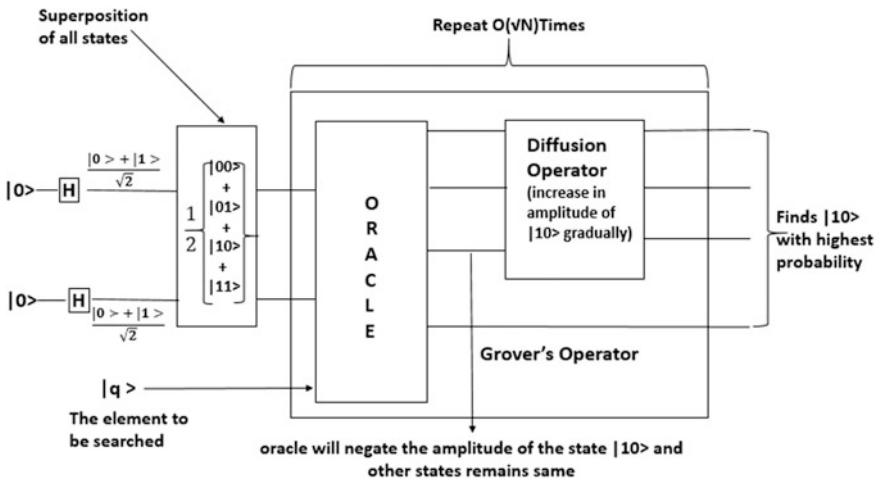 Superposition
of all states
Repeat O(√N)Times
|0> H |0 > +|1 >
√2
1
2
|00>
+
|01>
+
|10>
+
|11>
|0> H |0 > +|1 >
√2
O
R
A
C
L
E
Diffusion
Operator
(increase in
amplitude of
|10> gradually)
Finds |10>
with highest
probability
Grover's Operator
|q >
The element to
be searched
oracle will negate the amplitude of the state |10> and
other states remains same